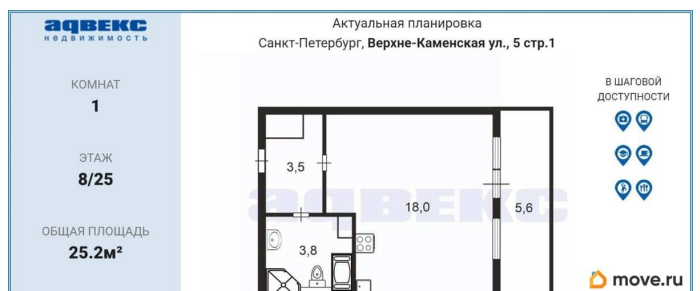 адвекс
недвижимость
КОМНАТ
1
ЭТАЖ
8/25
ОБЩАЯ ПЛОЩАДЬ
25.2м²
Актуальная планировка
Санкт-Петербург, Верхне-Каменская ул., 5 стр.1
3,5
18,0
5,6
3,8
адвекс
В ШАГОВОЙ
ДОСТУПНОСТИ
move.ru